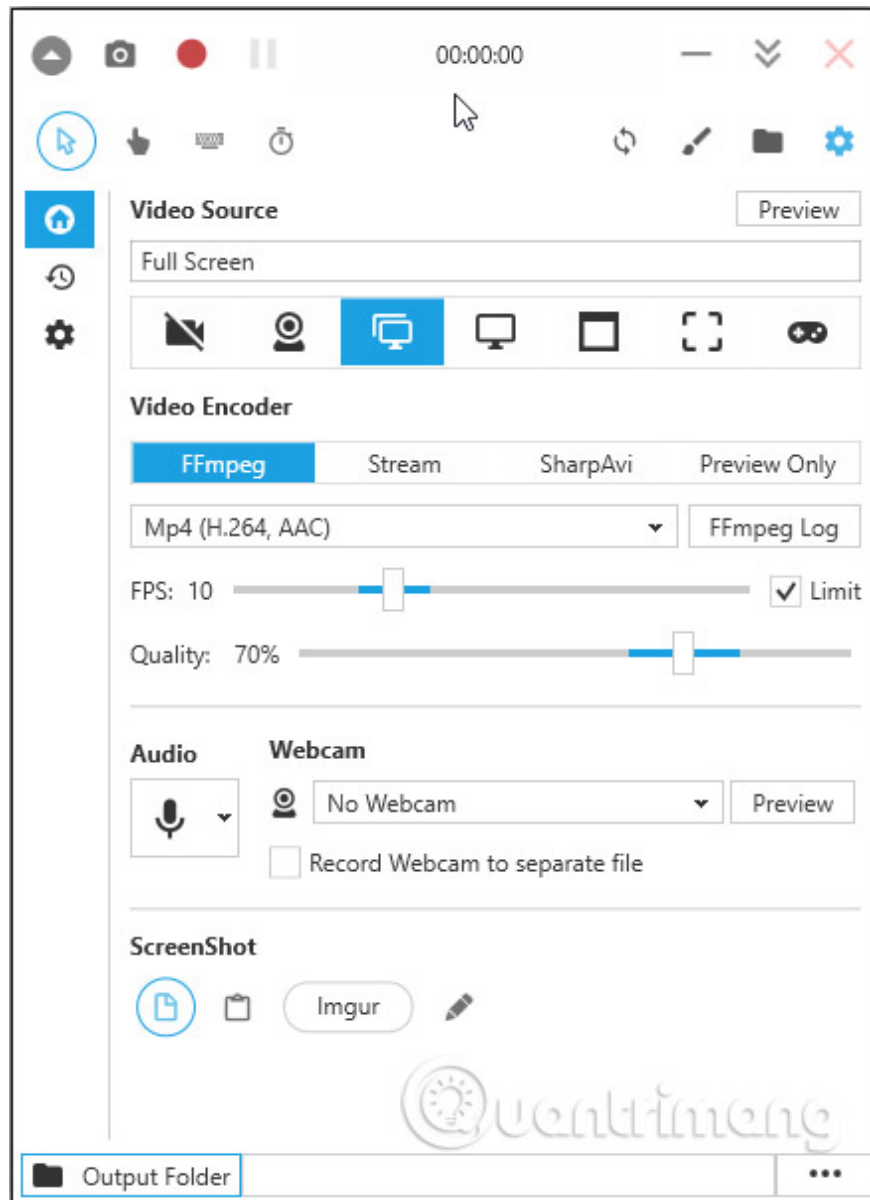 00:00:00
Video Source Preview
Full Screen
Video Encoder
FFmpeg Stream SharpAvi Preview Only
Mp4 (H.264, AAC) FFmpeg Log
FPS: 10 Limit
Quality: 70%
Audio Webcam
No Webcam Preview
Record Webcam to separate file
ScreenShot
Imgur
Quantrimang
Output Folder ...